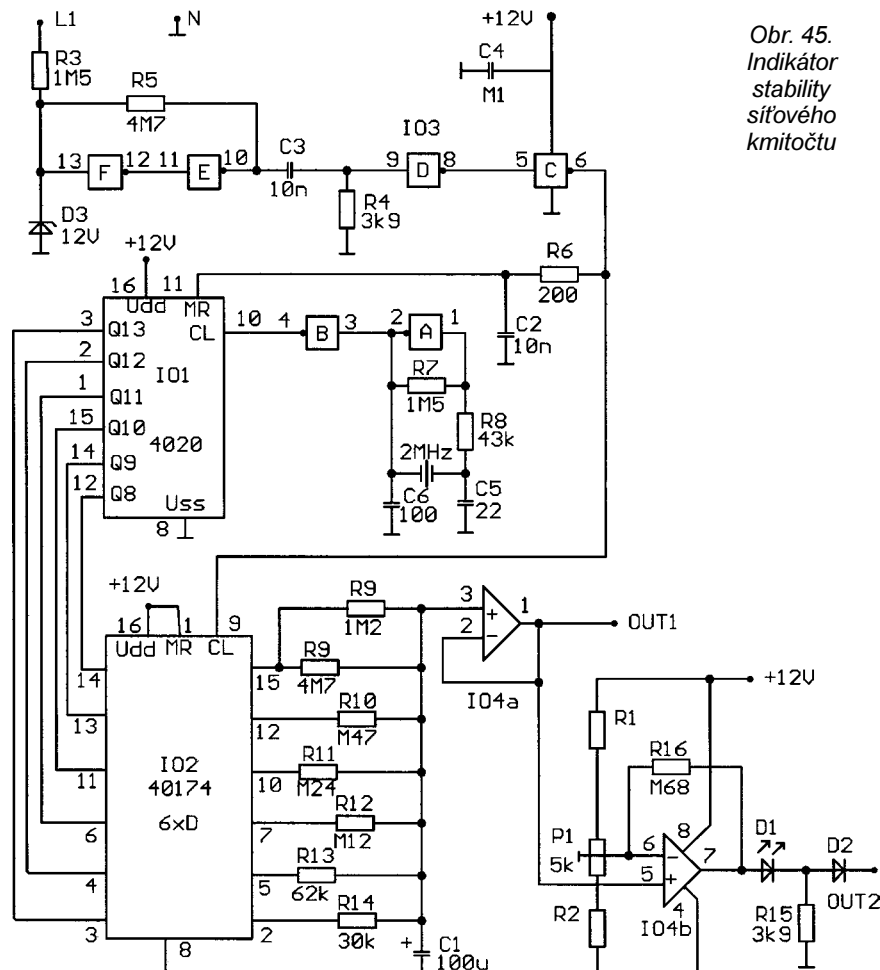 L1
N
+12V
Obr. 45.
Indikátor
stability
síťového
kmitočtu
R3
1M5
R5
4M7
C4
M1
IO3
13
F
12
11
E
10
C3
10n
9
D
8
5
C
6
R4
3k9
D3
12V
+12V
R6
200
16
11
Udd
MR
CL
10
4
B
3
2
A
1
C2
10n
3
Q13
2
Q12
1
Q11
15
Q10
14
Q9
12
Q8
IO1
4020
Uss
8
R7
1M5
R8
43k
2MHz
C6
100
C5
22
+12V
16
1
9
Udd
MR
CL
R9
1M2
3
+
2
−
1
OUT1
IO4a
14
15
R9
4M7
13
12
R10
M47
11
IO2
40174
6xD
10
R11
M24
6
7
R12
M12
4
5
R13
62k
3
2
R14
30k
8
+
C1
100u
+12V
R1
R16
M68
P1
5k
6
−
8
5
+
7
4
IO4b
R2
D1
D2
R15
3k9
OUT2